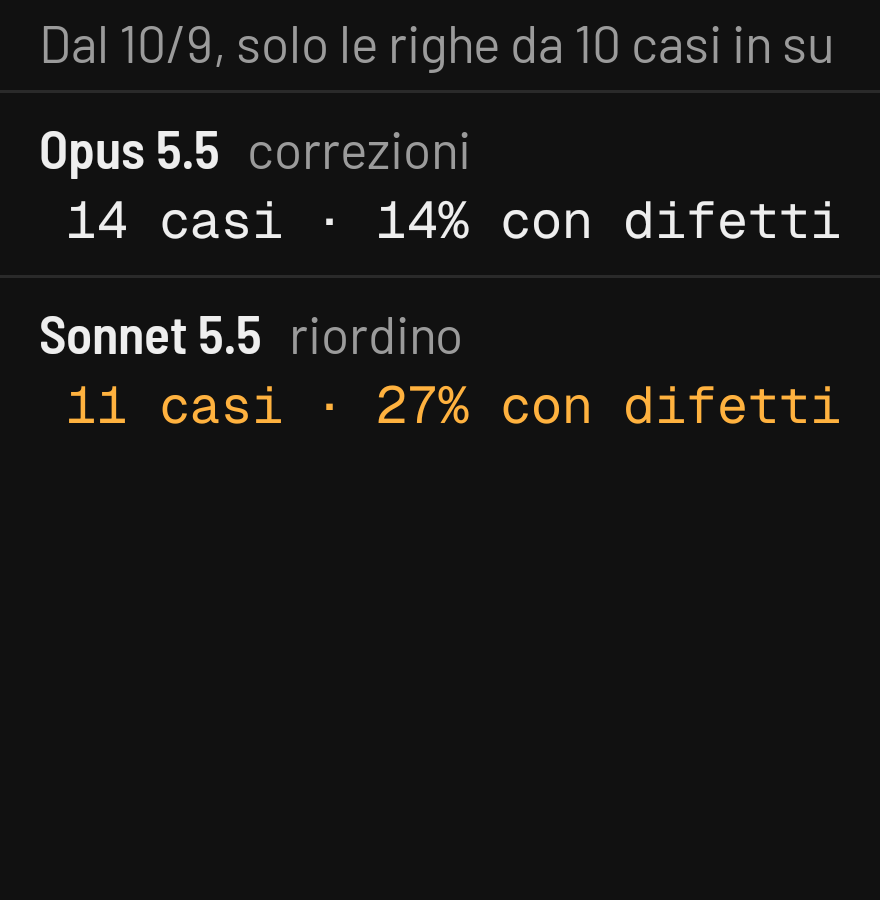 Dal 10/9, solo le righe da 10 casi in su
Opus 5.5 correzioni
14 casi · 14% con difetti
Sonnet 5.5 riordino
11 casi · 27% con difetti